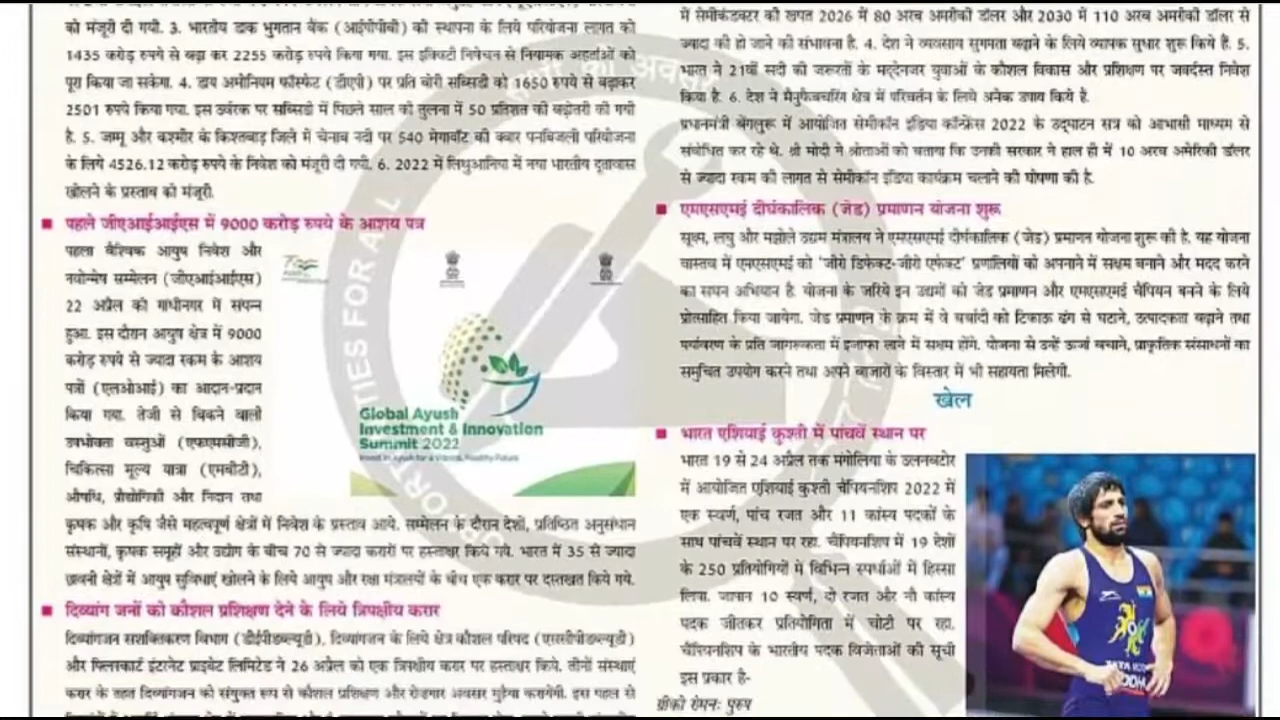 को मंजूरी दी गयी. 3. भारतीय डाक भुगतान बैंक (आईपीपीबी) की स्थापना के लिये परियोजना लागत को
1435 करोड़ रुपये से बढ़ा कर 2255 करोड़ रुपये किया गया. इस इक्विटी निवेशन से नियामक अहर्ताओं को
पूरा किया जा सकेगा. 4. डाय अमोनियम फॉस्फेट (डीएपी) पर प्रति बोरी सब्सिडी को 1650 रुपये से बढ़ाकर
2501 रुपये किया गया. इस उर्वरक पर सब्सिडी में पिछले साल की तुलना में 50 प्रतिशत की बढ़ोतरी की गयी
है. 5. जम्मू और कश्मीर के किश्तबाड़ जिले में चेनाब नदी पर 540 मेगावॉट की क्वार पनबिजली परियोजना
के लिये 4526.12 करोड़ रुपये के निवेश को मंजूरी दी गयी. 6. 2022 में लिथुआनिया में नया भारतीय दूतावास
खोलने के प्रस्ताव को मंजूरी.
पहले जीएआईआईएस में 9000 करोड़ रुपये के आशय पत्र
पहला वैश्विक आयुष निवेश और
नवोन्मेष सम्मेलन (जीएआईआईएस)
22 अप्रैल को गांधीनगर में संपन्न
हुआ. इस दौरान आयुष क्षेत्र में 9000
करोड़ रुपये से ज्यादा रकम के आशय
पत्रों (एलओआई) का आदान-प्रदान
किया गया. तेजी से बिकने वाली
उपभोक्ता वस्तुओं (एफएमसीजी),
चिकित्सा मूल्य यात्रा (एमवीटी),
औषधि, प्रौद्योगिकी और निदान तथा
Global Ayush
Investment & Innovation
Summit 2022
Invest in Ayush for a Vibrant, Healthy Future
कृषक और कृषि जैसे महत्वपूर्ण क्षेत्रों में निवेश के प्रस्ताव आये. सम्मेलन के दौरान देशों, प्रतिष्ठित अनुसंधान
संस्थानों, कृषक समूहों और उद्योग के बीच 70 से ज्यादा करारों पर हस्ताक्षर किये गये. भारत में 35 से ज्यादा
छावनी क्षेत्रों में आयुष सुविधाएं खोलने के लिये आयुष और रक्षा मंत्रालयों के बीच एक करार पर दस्तखत किये गये.
दिव्यांग जनों को कौशल प्रशिक्षण देने के लिये त्रिपक्षीय करार
दिव्यांगजन सशक्तिकरण विभाग (डीईपीडब्ल्यूडी), दिव्यांगजन के लिये क्षेत्र कौशल परिषद (एससीपीडब्ल्यूडी)
और फ्लिपकार्ट इंटरनेट प्राइवेट लिमिटेड ने 26 अप्रैल को एक त्रिपक्षीय करार पर हस्ताक्षर किये. तीनों संस्थाएं
करार के तहत दिव्यांगजन को संयुक्त रूप से कौशल प्रशिक्षण और रोजगार अवसर मुहैया करायेंगी. इस पहल से
में सेमीकंडक्टर की खपत 2026 में 80 अरब अमरीकी डॉलर और 2030 में 110 अरब अमरीकी डॉलर से
ज्यादा की हो जाने की संभावना है. 4. देश ने व्यवसाय सुगमता बढ़ाने के लिये व्यापक सुधार शुरू किये हैं. 5.
भारत ने 21वीं सदी की जरूरतों के मद्देनजर युवाओं के कौशल विकास और प्रशिक्षण पर जबर्दस्त निवेश
किया है. 6. देश ने मैनुफैक्चरिंग क्षेत्र में परिवर्तन के लिये अनेक उपाय किये हैं.
प्रधानमंत्री बेंगलुरू में आयोजित सेमीकॉन इंडिया कॉन्फ्रेंस 2022 के उद्घाटन सत्र को आभासी माध्यम से
संबोधित कर रहे थे. श्री मोदी ने श्रोताओं को बताया कि उनकी सरकार ने हाल ही में 10 अरब अमेरिकी डॉलर
से ज्यादा रकम की लागत से सेमीकॉन इंडिया कार्यक्रम चलाने की घोषणा की है.
एमएसएमई दीर्घकालिक (जेड) प्रमाणन योजना शुरू
सूक्ष्म, लघु और मझोले उद्यम मंत्रालय ने एमएसएमई दीर्घकालिक (जेड) प्रमाणन योजना शुरू की है. यह योजना
वास्तव में एमएसएमई को 'जीरो डिफेक्ट-जीरो एफेक्ट' प्रणालियों को अपनाने में सक्षम बनाने और मदद करने
का सघन अभियान है. योजना के जरिये इन उद्यमों को जेड प्रमाणन और एमएसएमई चैंपियन बनने के लिये
प्रोत्साहित किया जायेगा. जेड प्रमाणन के क्रम में वे बर्बादी को टिकाऊ ढंग से घटाने, उत्पादकता बढ़ाने तथा
पर्यावरण के प्रति जागरूकता में इजाफा लाने में सक्षम होंगे. योजना से उन्हें ऊर्जा बचाने, प्राकृतिक संसाधनों का
समुचित उपयोग करने तथा अपने बाजारों के विस्तार में भी सहायता मिलेगी.
खेल
भारत एशियाई कुश्ती में पांचवें स्थान पर
भारत 19 से 24 अप्रैल तक मंगोलिया के उलनबटोर
में आयोजित एशियाई कुश्ती चैंपियनशिप 2022 में
एक स्वर्ण, पांच रजत और 11 कांस्य पदकों के
साथ पांचवें स्थान पर रहा. चैंपियनशिप में 19 देशों
के 250 प्रतियोगियों मे विभिन्न स्पर्धाओं में हिस्सा
लिया. जापान 10 स्वर्ण, दो रजत और नौ कांस्य
पदक जीतकर प्रतियोगिता में चोटी पर रहा.
चैंपियनशिप के भारतीय पदक विजेताओं की सूची
इस प्रकार है-
ग्रीको रोमनः पुरुष